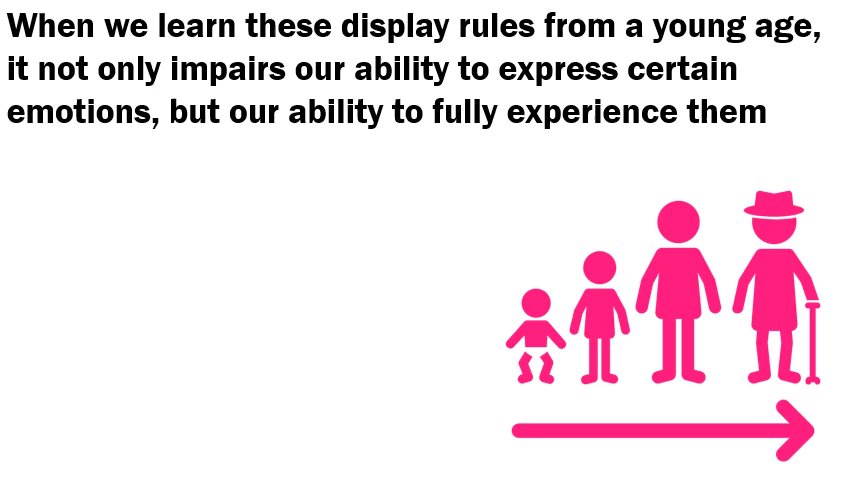 When we learn these display rules from a young age,
it not only impairs our ability to express certain
emotions, but our ability to fully experience them